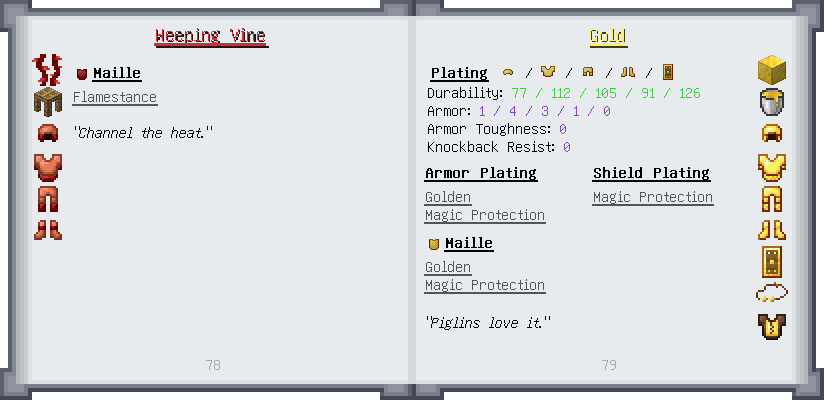 Weeping Vine
Maille
Flamestance
"Channel the heat."
78
Gold
Plating / / / /
Durability: 77 / 112 / 105 / 91 / 126
Armor: 1 / 4 / 3 / 1 / 0
Armor Toughness: 0
Knockback Resist: 0
Armor Plating
Golden
Magic Protection
Shield Plating
Magic Protection
Maille
Golden
Magic Protection
"Piglins love it."
79